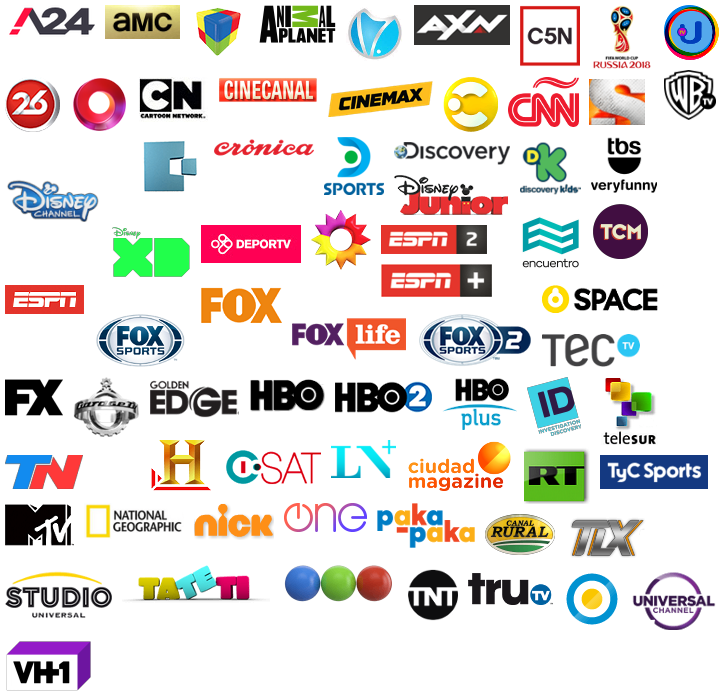 A24
amc
ANIMAL
PLANET
AXN
C5N
FIFA WORLD CUP
RUSSIA 2018
U
TV
26
CN
CARTOON NETWORK
CINECANAL
CINEMAX
CÑN
WB
TV
crónica
D
SPORTS
Discovery
DK
discovery kids
tbs
veryfunny
Disney
CHANNEL
Disney
Junior
Disney
XD
DEPORTV
ESPN 2
encuentro
TCM
ESPN +
ESPN
FOX
SPACE
FOX
SPORTS
FOX life
FOX
SPORTS 2
TEC TV
FX
Garage
GOLDEN
EDGE
HBO
HBO2
HBO
plus
ID
INVESTIGATION
DISCOVERY
teleSUR
TN
H
SAT
LN+
ciudad
magazine
RT
TyC Sports
MTV
NATIONAL
GEOGRAPHIC
nick
one
paka-
paka
CANAL
RURAL
TLX
STUDIO
UNIVERSAL
TATETI
TNT
tru TV
UNIVERSAL
CHANNEL
VH1